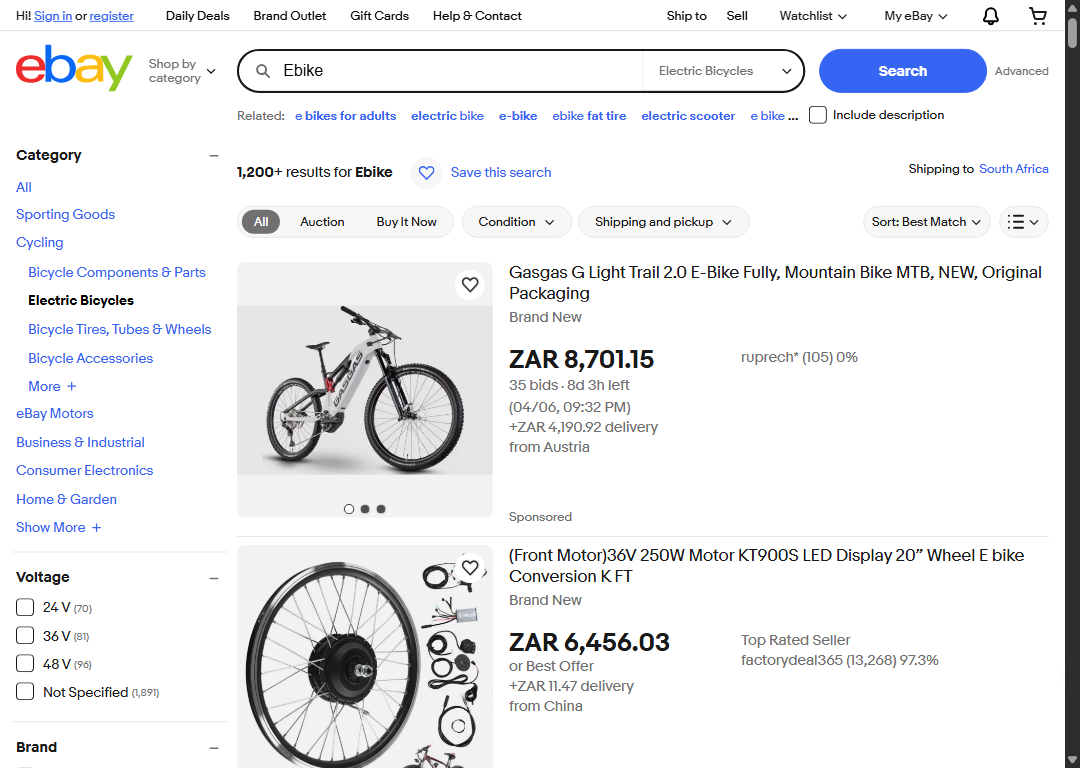 Hi! Sign in or register
Daily Deals
Brand Outlet
Gift Cards
Help & Contact
Ship to
Sell
Watchlist
My eBay
ebay
Shop by category
Ebike
Electric Bicycles
Search
Advanced
Related: e bikes for adults electric bike e-bike ebike fat tire electric scooter e bike ...
Include description
Category
All
Sporting Goods
Cycling
Bicycle Components & Parts
Electric Bicycles
Bicycle Tires, Tubes & Wheels
Bicycle Accessories
More +
eBay Motors
Business & Industrial
Consumer Electronics
Home & Garden
Show More +
Voltage
24 V (70)
36 V (81)
48 V (96)
Not Specified (1,891)
Brand
1,200+ results for Ebike
Save this search
Shipping to South Africa
All
Auction
Buy It Now
Condition
Shipping and pickup
Sort: Best Match
GASGAS
Gasgas G Light Trail 2.0 E-Bike Fully, Mountain Bike MTB, NEW, Original
Packaging
Brand New
ZAR 8,701.15
35 bids · 8d 3h left
(04/06, 09:32 PM)
+ZAR 4,190.92 delivery
from Austria
ruprech* (105) 0%
Sponsored
(Front Motor)36V 250W Motor KT900S LED Display 20” Wheel E bike
Conversion K FT
Brand New
ZAR 6,456.03
or Best Offer
+ZAR 11.47 delivery
from China
Top Rated Seller
factorydeal365 (13,268) 97.3%